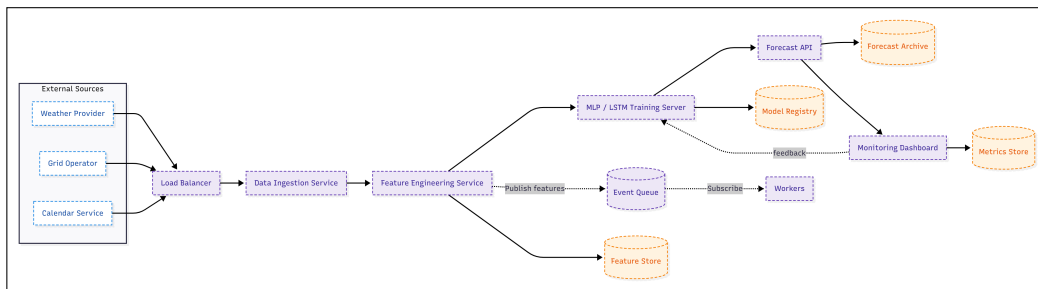 External Sources
Weather Provider
Grid Operator
Calendar Service
Load Balancer
Data Ingestion Service
Feature Engineering Service
Publish features
MLP / LSTM Training Server
Event Queue
Feature Store
Subscribe
Forecast API
Model Registry
feedback
Workers
Forecast Archive
Monitoring Dashboard
Metrics Store